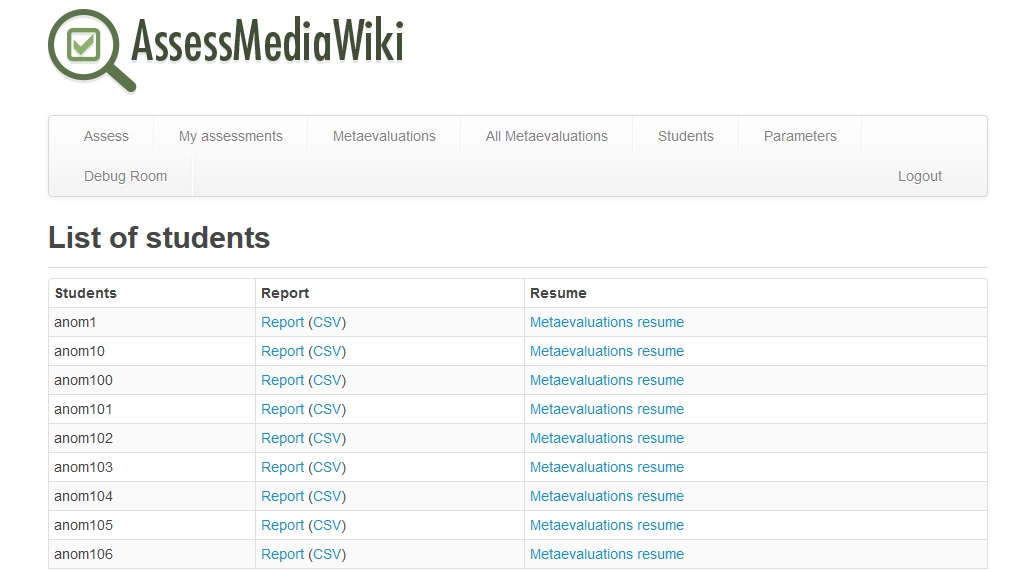 AssessMediaWiki
Assess My assessments Metaevaluations All Metaevaluations Students Parameters
Debug Room Logout
List of students
Students Report Resume
anom1 Report (CSV) Metaevaluations resume
anom10 Report (CSV) Metaevaluations resume
anom100 Report (CSV) Metaevaluations resume
anom101 Report (CSV) Metaevaluations resume
anom102 Report (CSV) Metaevaluations resume
anom103 Report (CSV) Metaevaluations resume
anom104 Report (CSV) Metaevaluations resume
anom105 Report (CSV) Metaevaluations resume
anom106 Report (CSV) Metaevaluations resume